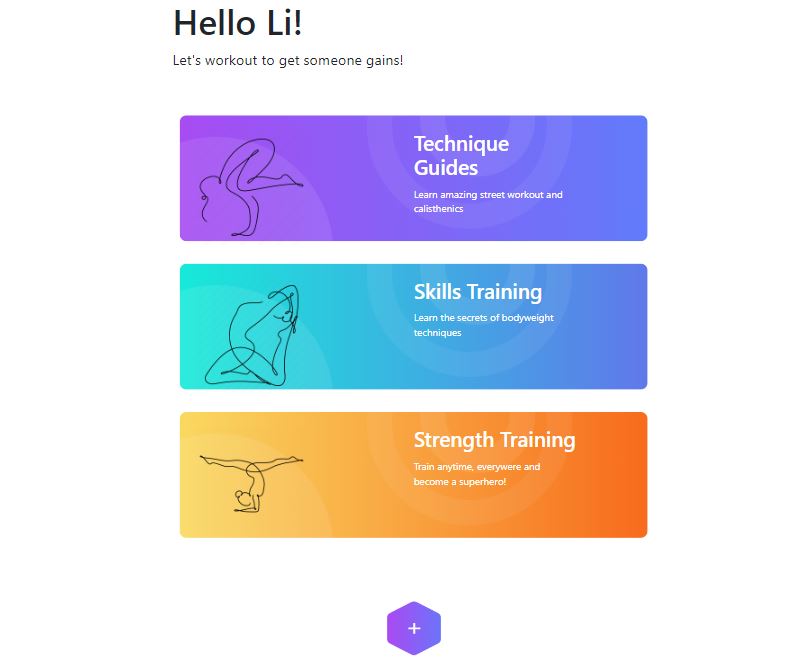 Hello Li!
Let's workout to get someone gains!
Technique
Guides
Learn amazing street workout and
calisthenics
Skills Training
Learn the secrets of bodyweight
techniques
Strength Training
Train anytime, everywere and
become a superhero!
+